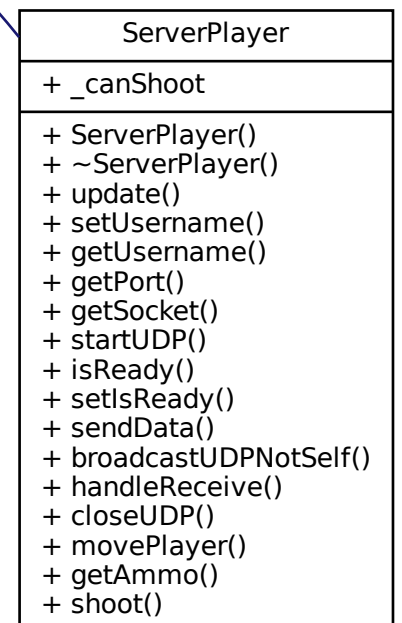 ServerPlayer
+ _canShoot
+ ServerPlayer()
+ ~ServerPlayer()
+ update()
+ setUsername()
+ getUsername()
+ getPort()
+ getSocket()
+ startUDP()
+ isReady()
+ setIsReady()
+ sendData()
+ broadcastUDPNotSelf()
+ handleReceive()
+ closeUDP()
+ movePlayer()
+ getAmmo()
+ shoot()